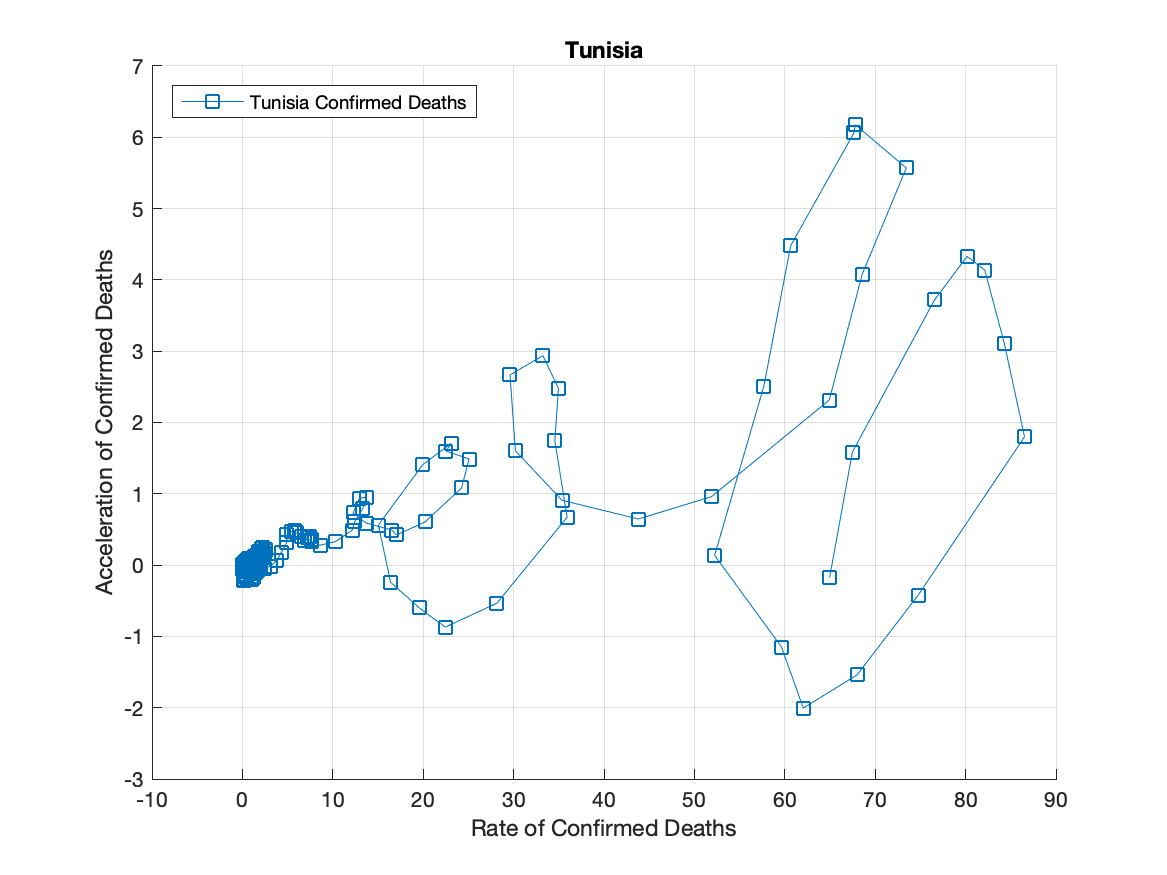 Tunisia
Tunisia Confirmed Deaths
7
6
5
4
3
2
1
0
-1
-2
-3
Acceleration of Confirmed Deaths
-10 0 10 20 30 40 50 60 70 80 90
Rate of Confirmed Deaths